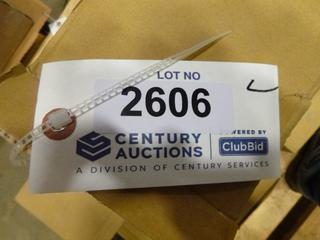 LOT NO
2606
CENTURY AUCTIONS
POWERED BY
ClubBid
A DIVISION OF CENTURY SERVICES